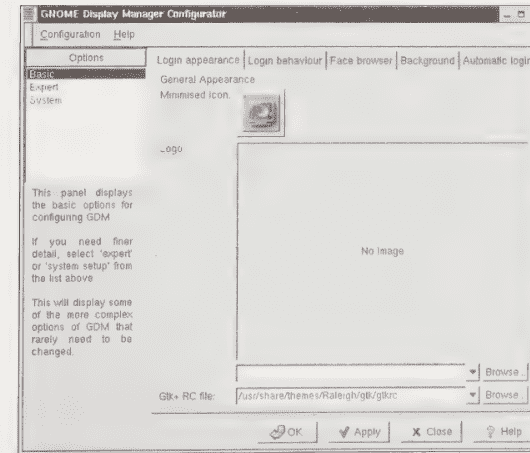 GNOME Display Manager Configurator
Configuration Help
Options
Basic
Expert
System
This panel displays
the basic options for
configuring GDM
If you need finer
detail, select 'expert'
or 'system setup' from
the list above
This will display some
of the more complex
options of GDM that
rarely need to be
changed.
Login appearance Login behaviour Face browser Background Automatic login
General Appearance
Minimised Icon:
Logo
No Image
Browse..
Gtk+ RC file: /usr/share/themes/Raleigh/gtk/gtkrc Browse..
OK Apply Close Help